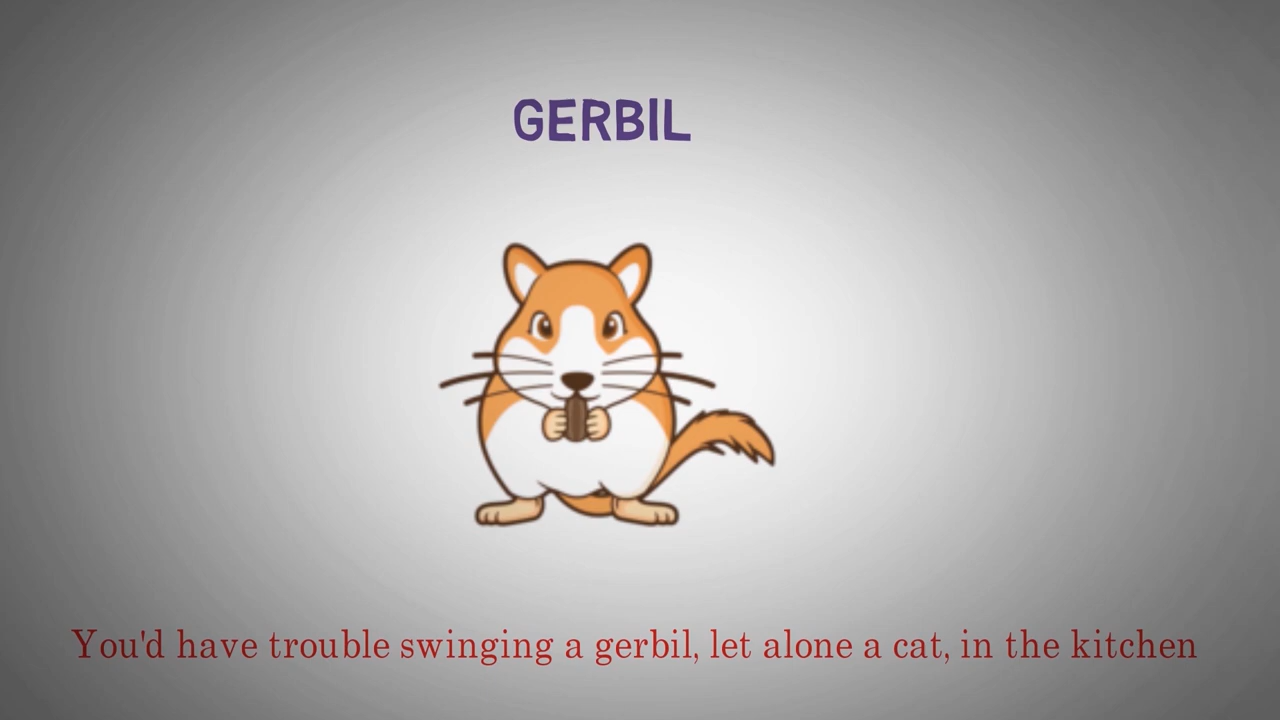 GERBIL
You'd have trouble swinging a gerbil, let alone a cat, in the kitchen